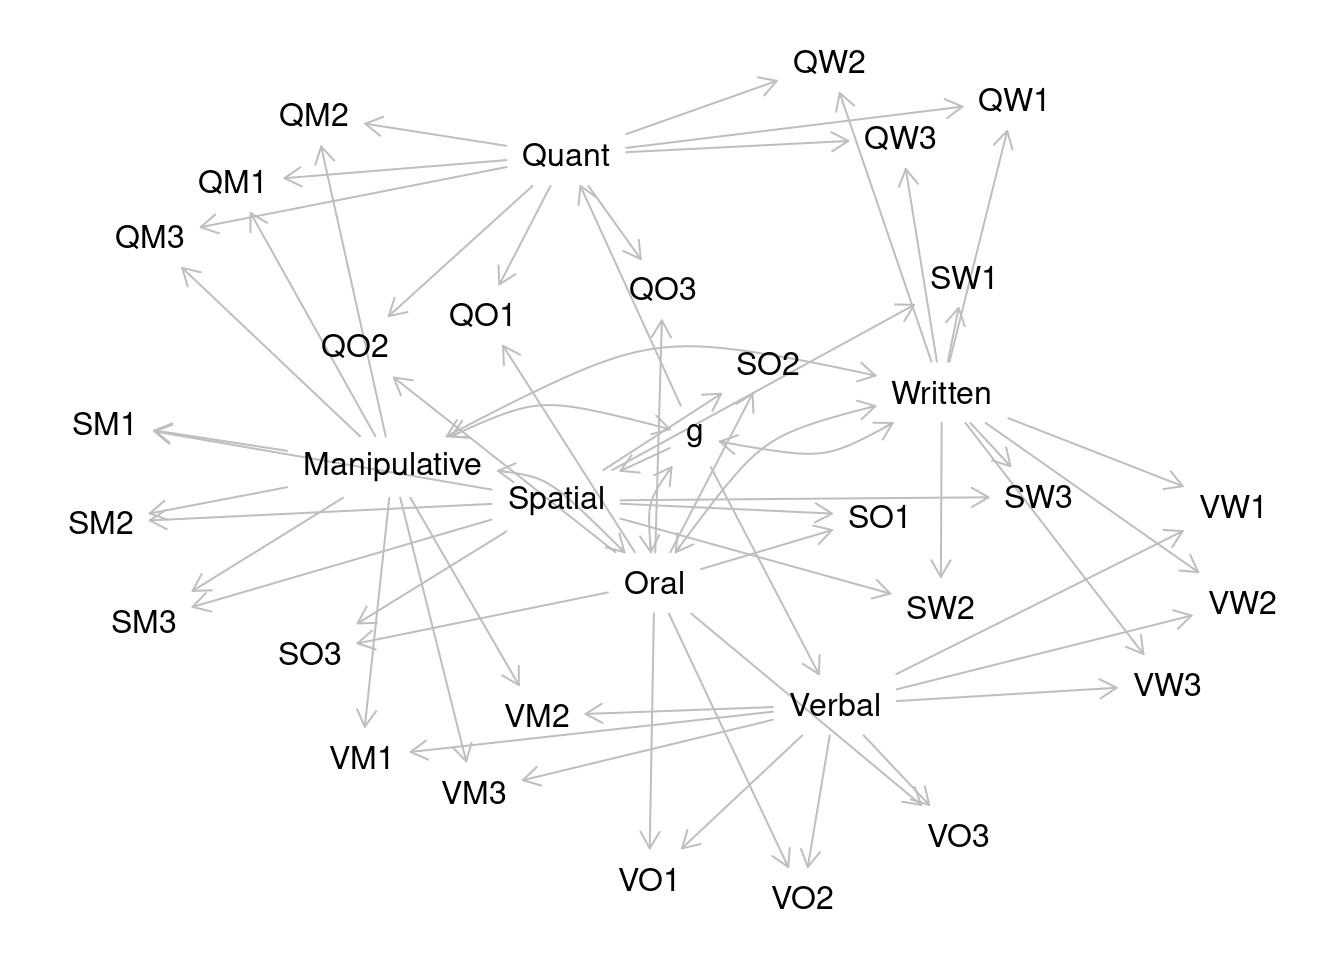 QW2
QW1
QM2
QW3
Quant
QM1
QM3
SW1
QO3
QO1
QO2
SO2
Written
SM1
g
Manipulative
Spatial
SW3
VW1
SO1
SM2
Oral
VW2
SW2
SM3
SO3
VW3
Verbal
VM2
VM1
VM3
VO3
VO1
VO2